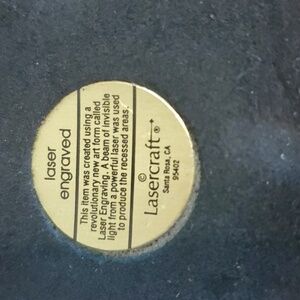 laser
engraved
This item was created using a
revolutionary new art form called
Laser Engraving. A beam of invisible
light from a powerful laser was used
to produce the recessed areas.
©
Lasercraft®
Santa Rosa, CA
95402